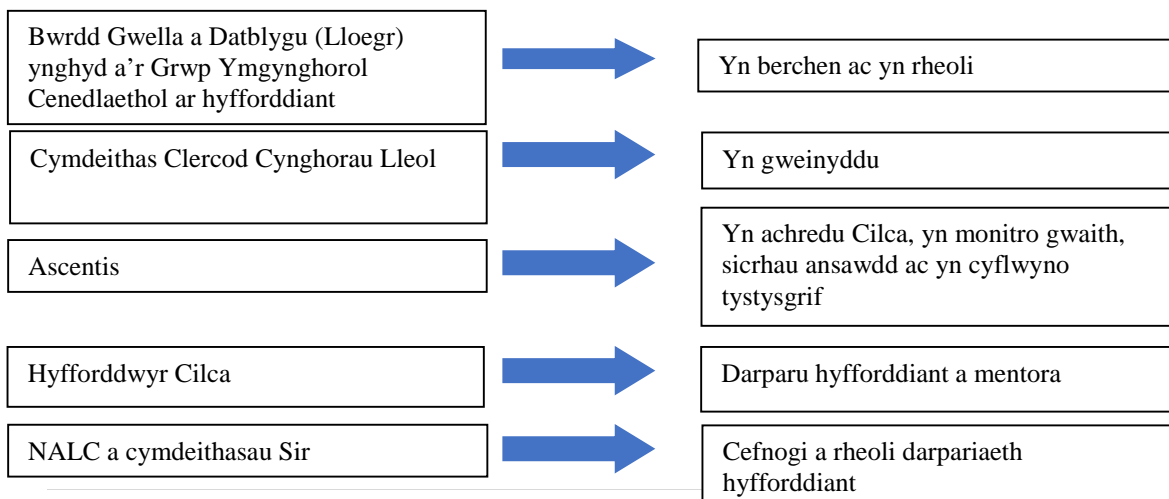 Bwrdd Gwella a Datblygu (Lloegr)
ynghyd a’r Grwp Ymgynghorol
Cenedlaethol ar hyfforddiant
Yn berchen ac yn rheoli
Cymdeithas Clercod Cynghorau Lleol
Yn gweinyddu
Ascentis
Yn achredu Cilca, yn monitro gwaith,
sicrhau ansawdd ac yn cyflwyno
tystysgrif
Hyfforddwyr Cilca
Darparu hyfforddiant a mentora
NALC a cymdeithasau Sir
Cefnogi a rheoli darpariaeth
hyfforddiant